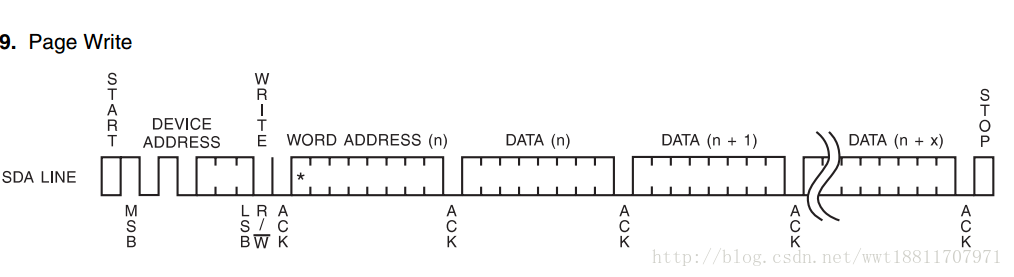 9. Page Write
START
WRITE
STOP
DEVICE
ADDRESS
WORD ADDRESS (n)
DATA (n)
DATA (n + 1)
DATA (n + x)
SDA LINE
*
MSB
LSB
R/W
ACK
ACK
ACK
ACK
ACK
http://blog.csdn.net/wwt18811707971